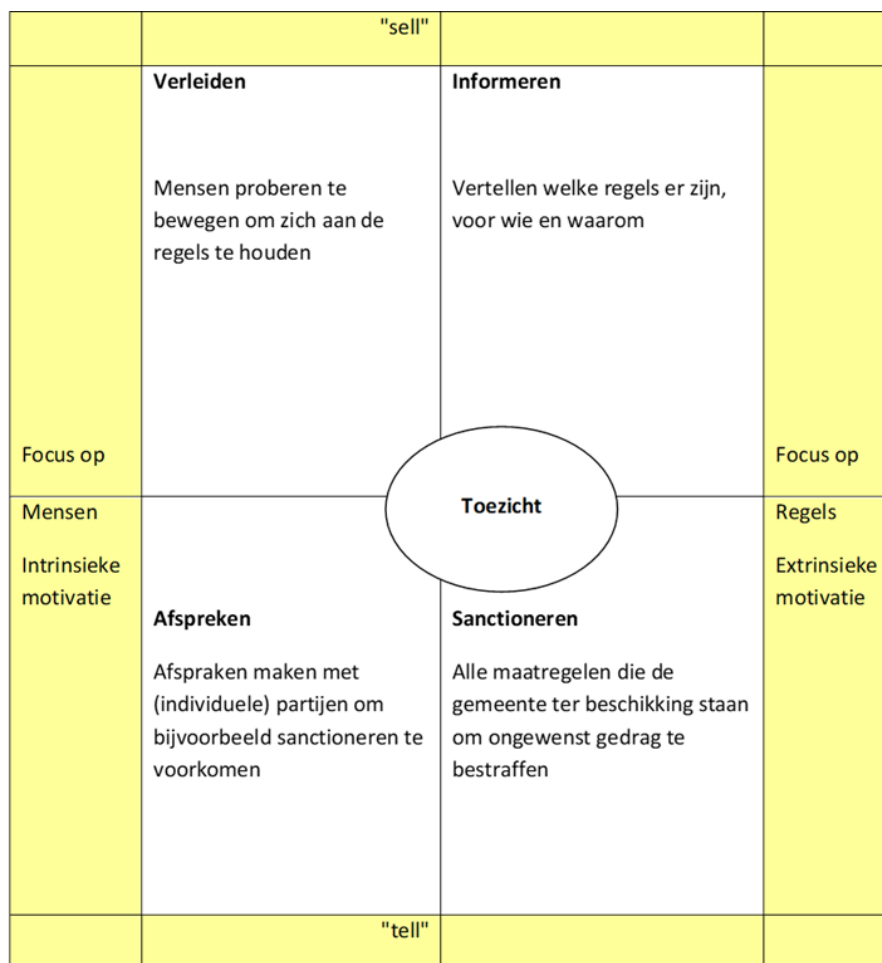 "sell"
Verleiden
Mensen proberen te
bewegen om zich aan de
regels te houden
Informeren
Vertellen welke regels er zijn,
voor wie en waarom
Focus op
Mensen
Intrinsieke
motivatie
Focus op
Regels
Extrinsieke
motivatie
Toezicht
Afspreken
Afspraken maken met
(individuele) partijen om
bijvoorbeeld sanctioneren te
voorkomen
Sanctioneren
Alle maatregelen die de
gemeente ter beschikking staan
om ongewenst gedrag te
bestraffen
"tell"